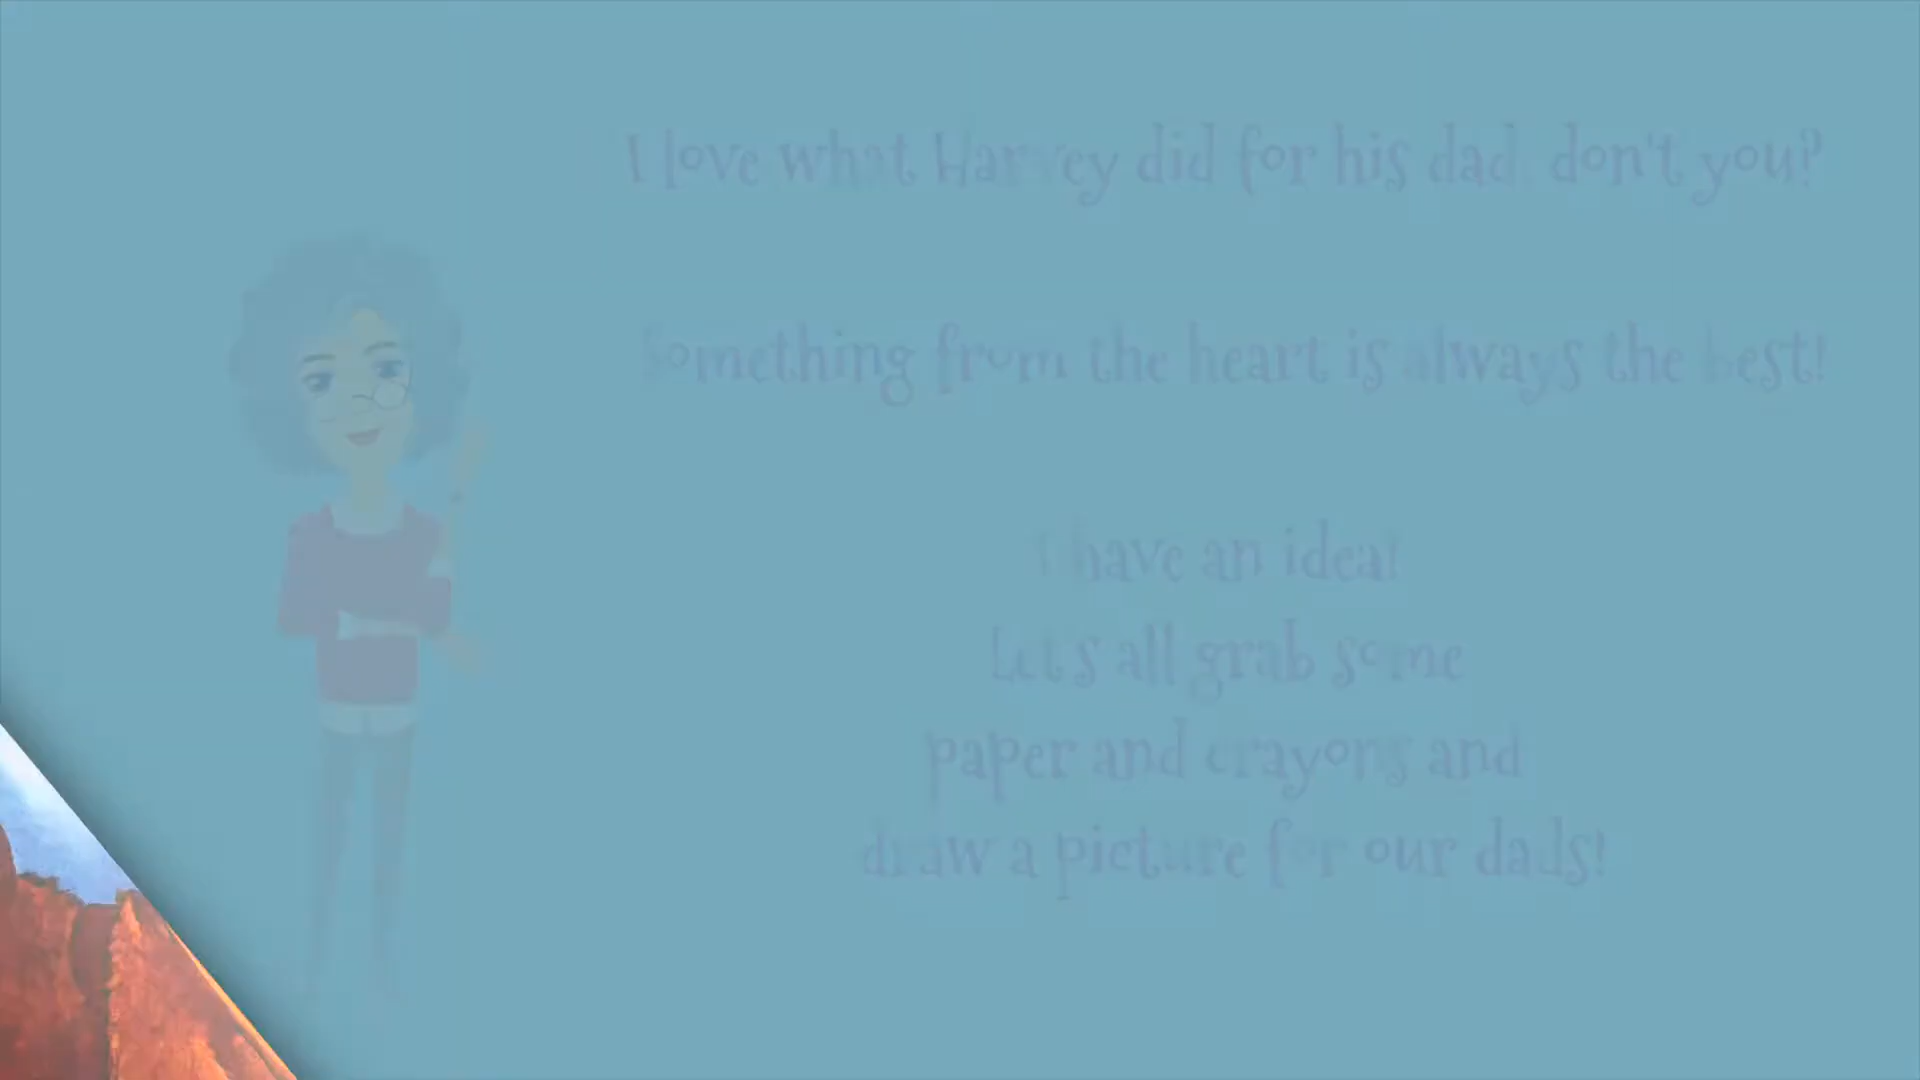 I love what Harvey did for his dad, don't you?
Something from the heart is always the best!
I have an idea!
Let's all grab some
paper and crayons and
draw a picture for our dads!